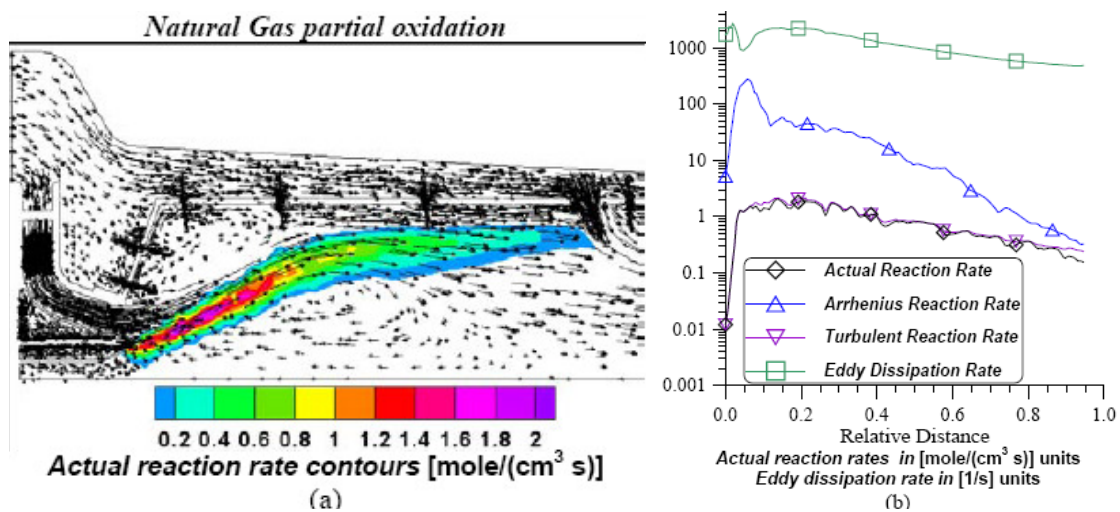 Natural Gas partial oxidation
0.2 0.4 0.6 0.8 1 1.2 1.4 1.6 1.8 2
Actual reaction rate contours [mole/(cm³ s)]
(a)
1000
100
10
1
0.1
0.01
0.001
Actual Reaction Rate
Arrhenius Reaction Rate
Turbulent Reaction Rate
Eddy Dissipation Rate
0.0 0.2 0.4 0.6 0.8 1.0
Relative Distance
Actual reaction rates in [mole/(cm³ s)] units
Eddy dissipation rate in [1/s] units
(b)